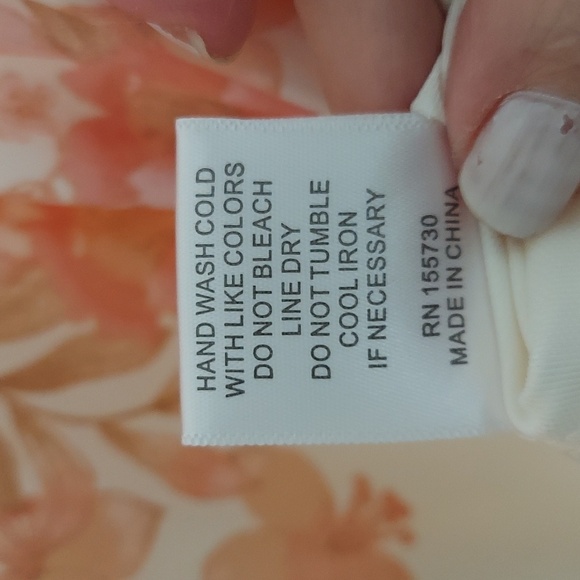 HAND WASH COLD
WITH LIKE COLORS
DO NOT BLEACH
LINE DRY
DO NOT TUMBLE
COOL IRON
IF NECESSARY
RN 155730
MADE IN CHINA